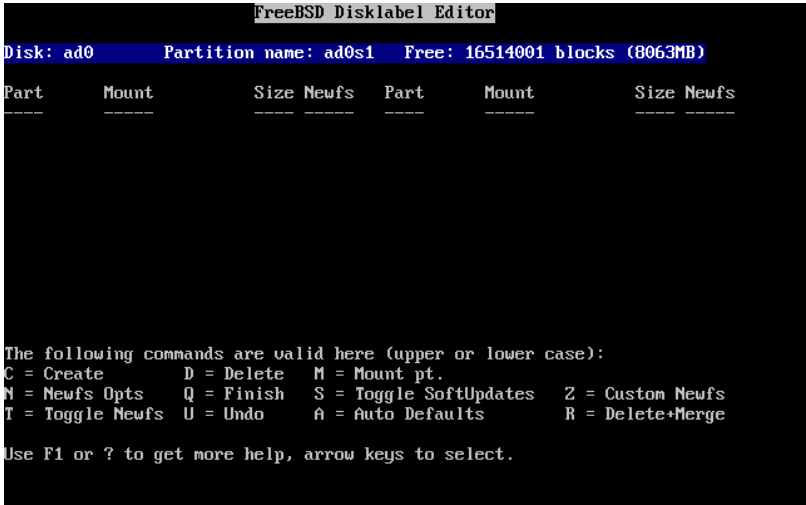 FreeBSD Disklabel Editor
Disk: ad0 Partition name: ad0s1 Free: 16514001 blocks (8063MB)
Part Mount Size Newfs Part Mount Size Newfs
---- ----- ---- ----- ---- ----- ---- -----
The following commands are valid here (upper or lower case):
C = Create D = Delete M = Mount pt.
N = Newfs Opts Q = Finish S = Toggle SoftUpdates Z = Custom Newfs
T = Toggle Newfs U = Undo A = Auto Defaults R = Delete+Merge
Use F1 or ? to get more help, arrow keys to select.